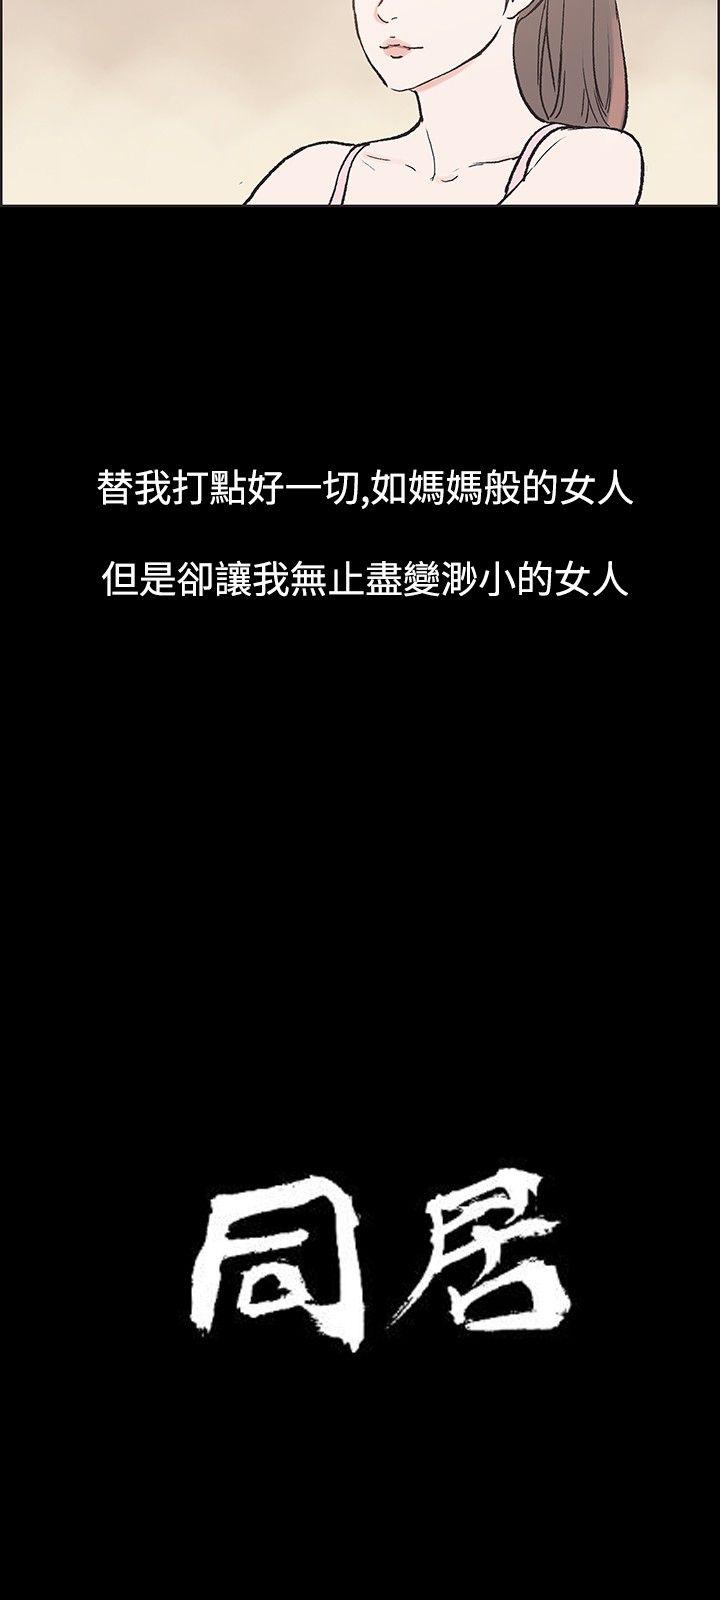 替我打點好一切,如媽媽般的女人
但是卻讓我無止盡變渺小的女人
同居